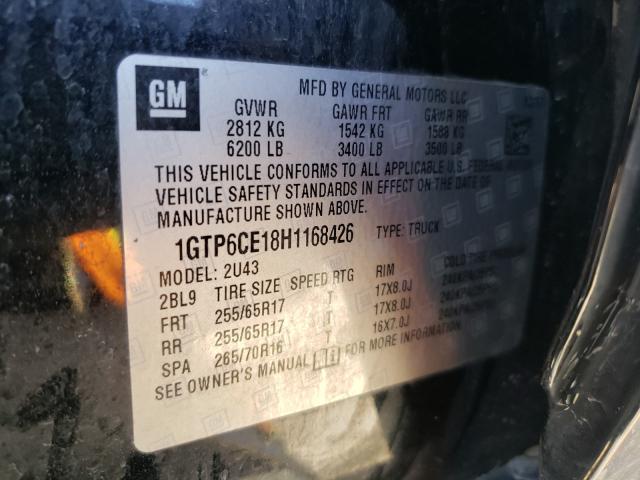 GM
MFD BY GENERAL MOTORS LLC
GVWR GAWR FRT GAWR RR
2812 KG 1542 KG 1588 KG
6200 LB 3400 LB 3500 LB
THIS VEHICLE CONFORMS TO ALL APPLICABLE U.S. FEDERAL
VEHICLE SAFETY STANDARDS IN EFFECT ON THE DATE OF
MANUFACTURE SHOWN ABOVE.
1GTP6CE18H1168426 TYPE: TRUCK
MODEL: 2U43
2BL9 TIRE SIZE SPEED RTG RIM COLD TIRE PRESSURE
FRT 255/65R17 T 17X8.0J
RR 255/65R17 T 17X8.0J
SPA 265/70R16 T 16X7.0J
SEE OWNER'S MANUAL FOR MORE INFORMATION.